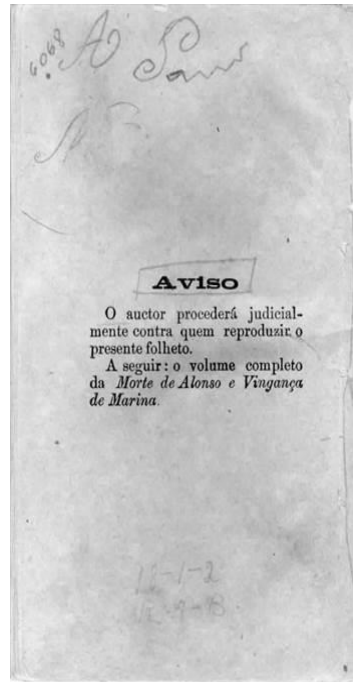 6068
Aviso
O auctor procederá judicial-
mente contra quem reproduzir o
presente folheto.
A seguir: o volume completo
da Morte de Alonso e Vingança
de Marina.